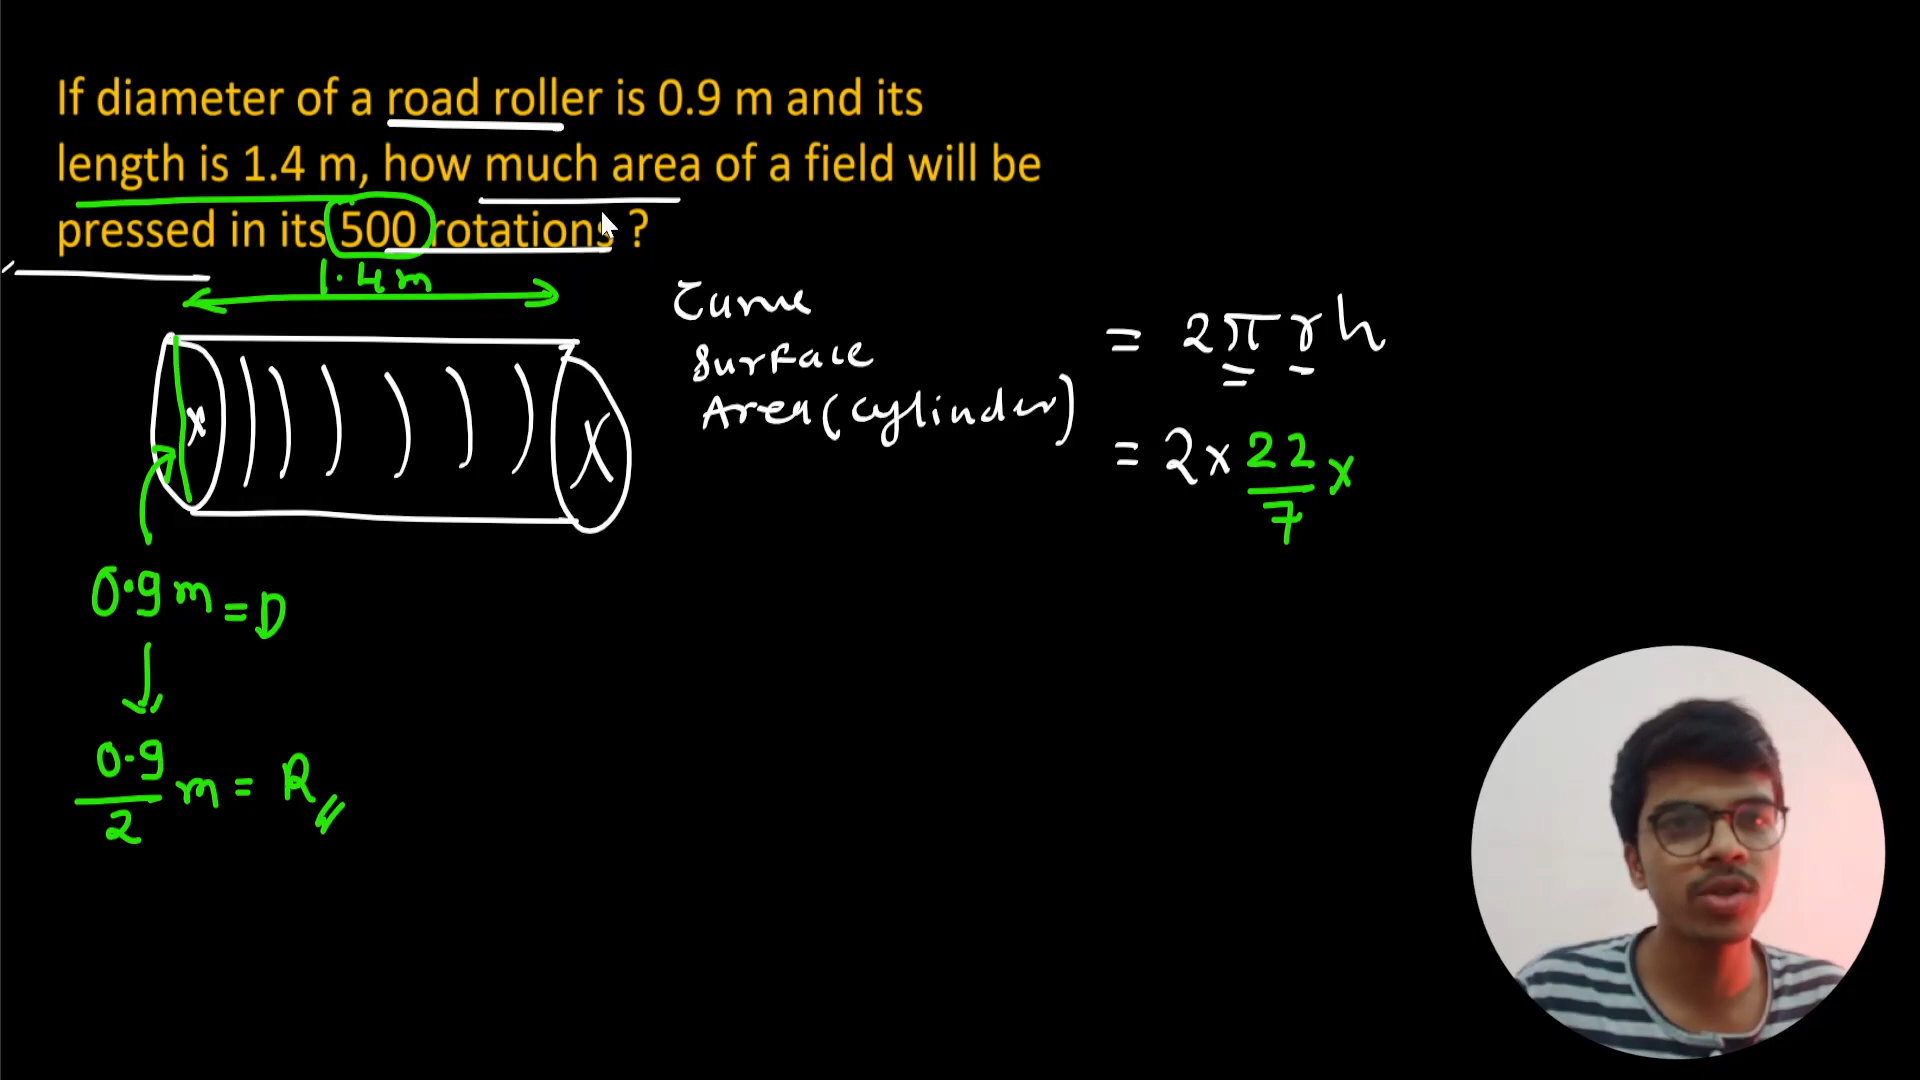 If diameter of a road roller is 0.9 m and its
length is 1.4 m, how much area of a field will be
pressed in its 500 rotations ?
1.4 m
Curve
Surface
Area (cylinder)
= 2πrh
= 2 x 22/7 x
x
X
0.9 m = D
0.9/2 m = R